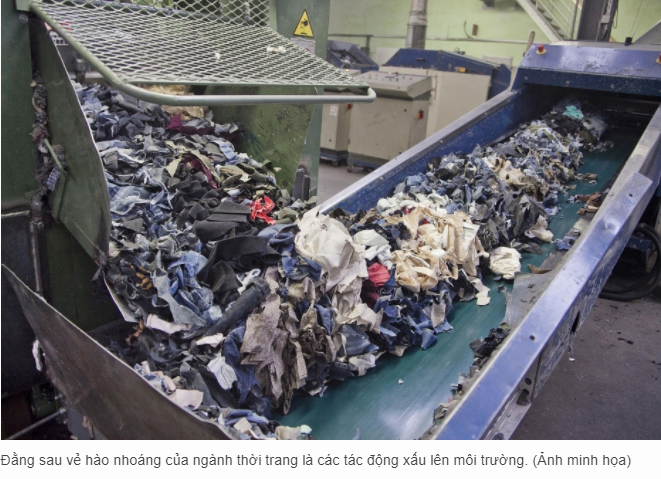 Đằng sau vẻ hào nhoáng của ngành thời trang là các tác động xấu lên môi trường. (Ảnh minh họa)